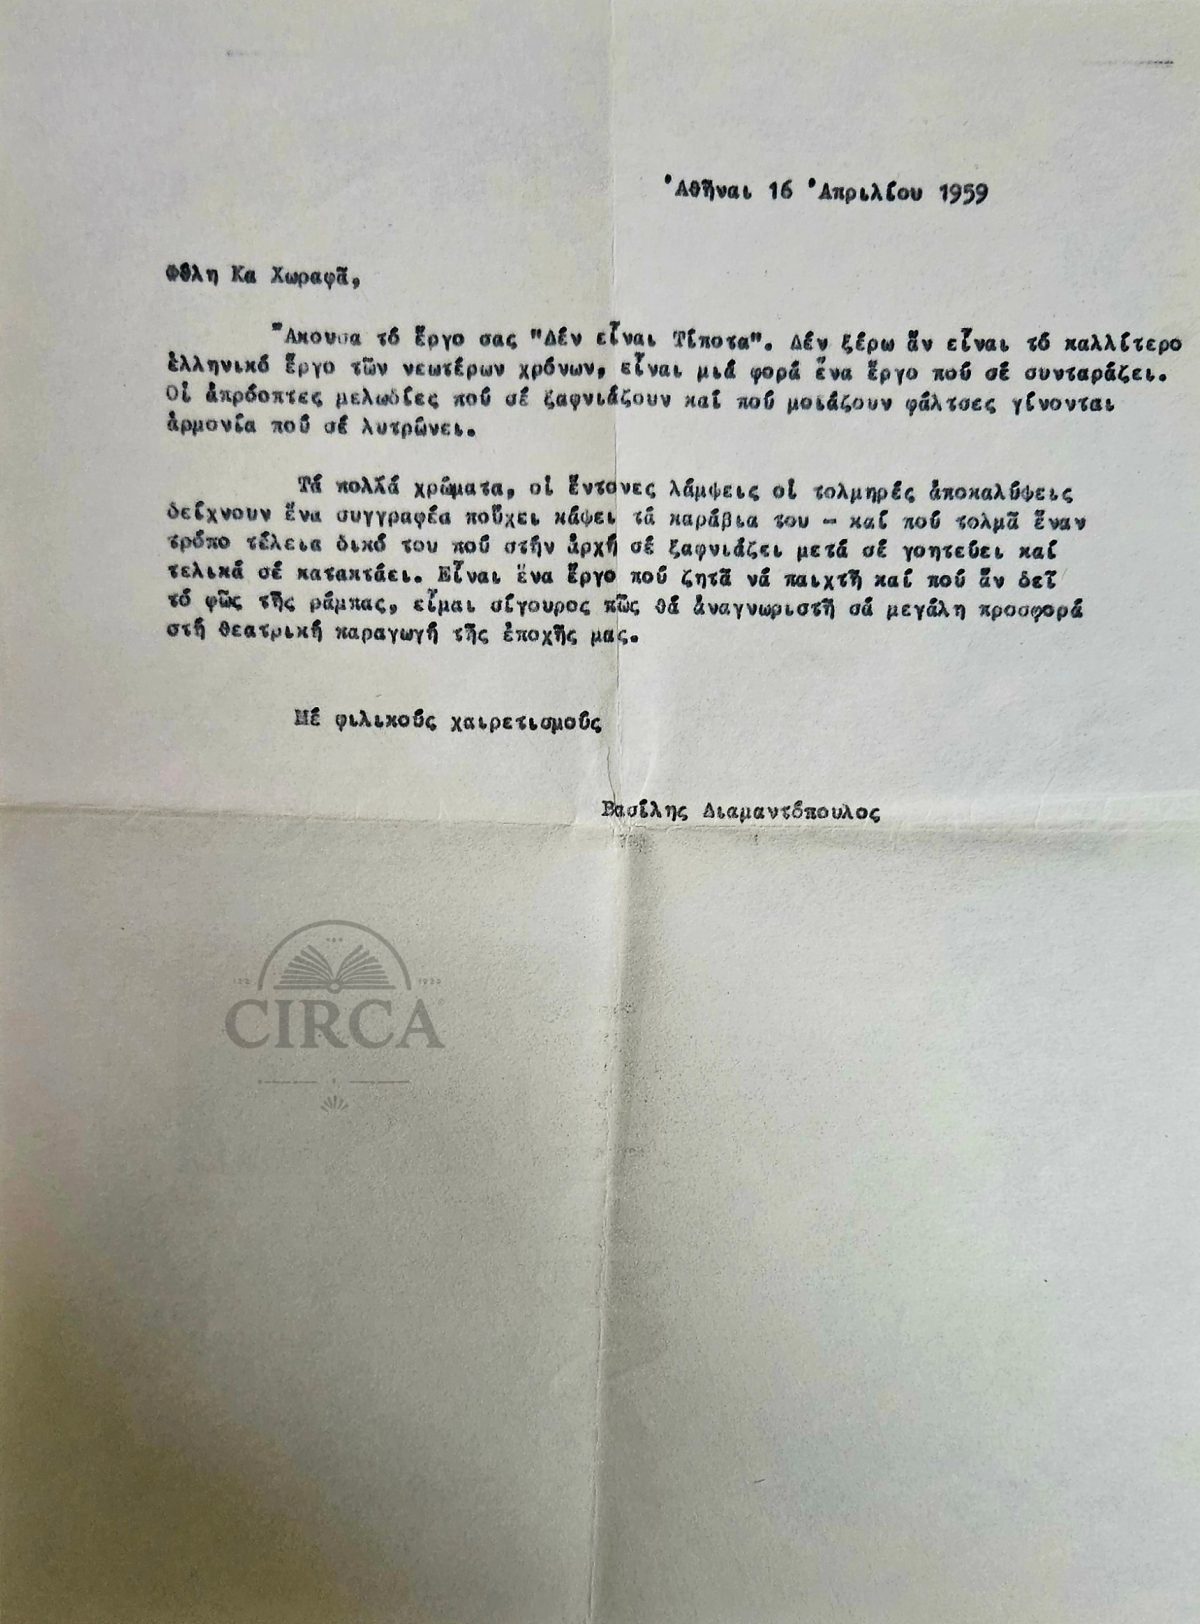 Ἀθῆναι 16 Ἀπριλίου 1959
Φίλη Κα Χωραφᾶ,
Ἄκουσα τό ἔργο σας "Δέν εἶναι Τίποτα". Δέν ξέρω ἄν εἶναι τό καλλίτερο
ἑλληνικό ἔργο τῶν νεωτέρων χρόνων, εἶναι μιά φορά ἕνα ἔργο πού σέ συνταράζει.
Οἱ ἀπρόοπτες μελωδίες πού σέ ξαφνιάζουν καί πού μοιάζουν φάλτσες γίνονται
ἁρμονία πού σέ λυτρώνει.
Τά πολλά χρώματα, οἱ ἔντονες λάμψεις οἱ τολμηρές ἀποκαλύψεις
δείχνουν ἕνα συγγραφέα ποὖχει κάψει τά καράβια του - καί πού τολμᾶ ἕναν
τρόπο τέλεια δικό του πού στήν ἀρχή σέ ξαφνιάζει μετά σέ γοητεύει καί
τελικά σέ κατακτάει. Εἶναι ἕνα ἔργο πού ζητᾶ νά παιχτῆ καί πού ἄν δεῖ
τό φῶς τῆς ράμπας, εἶμαι σίγουρος πῶς θά ἀναγνωριστῆ σά μεγάλη προσφορά
στή θεατρική παραγωγή τῆς ἐποχῆς μας.
Μέ φιλικούς χαιρετισμούς
Βασίλης Διαμαντόπουλος
CIRCA